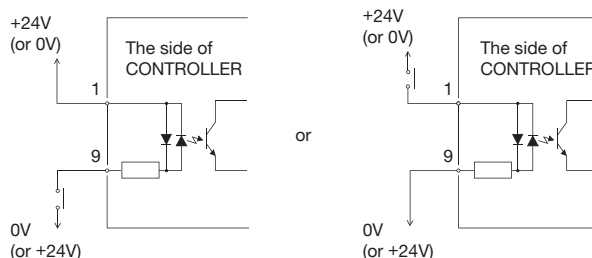 +24V
(or 0V)
The side of
CONTROLLER
1
9
0V
(or +24V)
or
+24V
(or 0V)
The side of
CONTROLLER
1
9
0V
(or +24V)